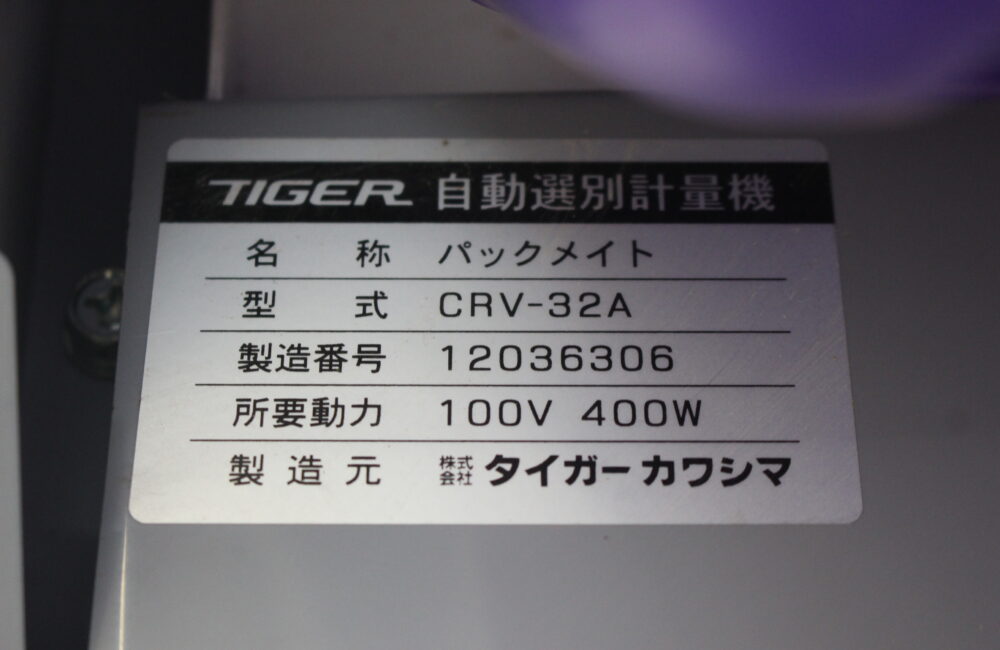 TIGER 自動選別計量機
名称 パックメイト
型式 CRV-32A
製造番号 12036306
所要動力 100V 400W
製造元 株式会社 タイガーカワシマ